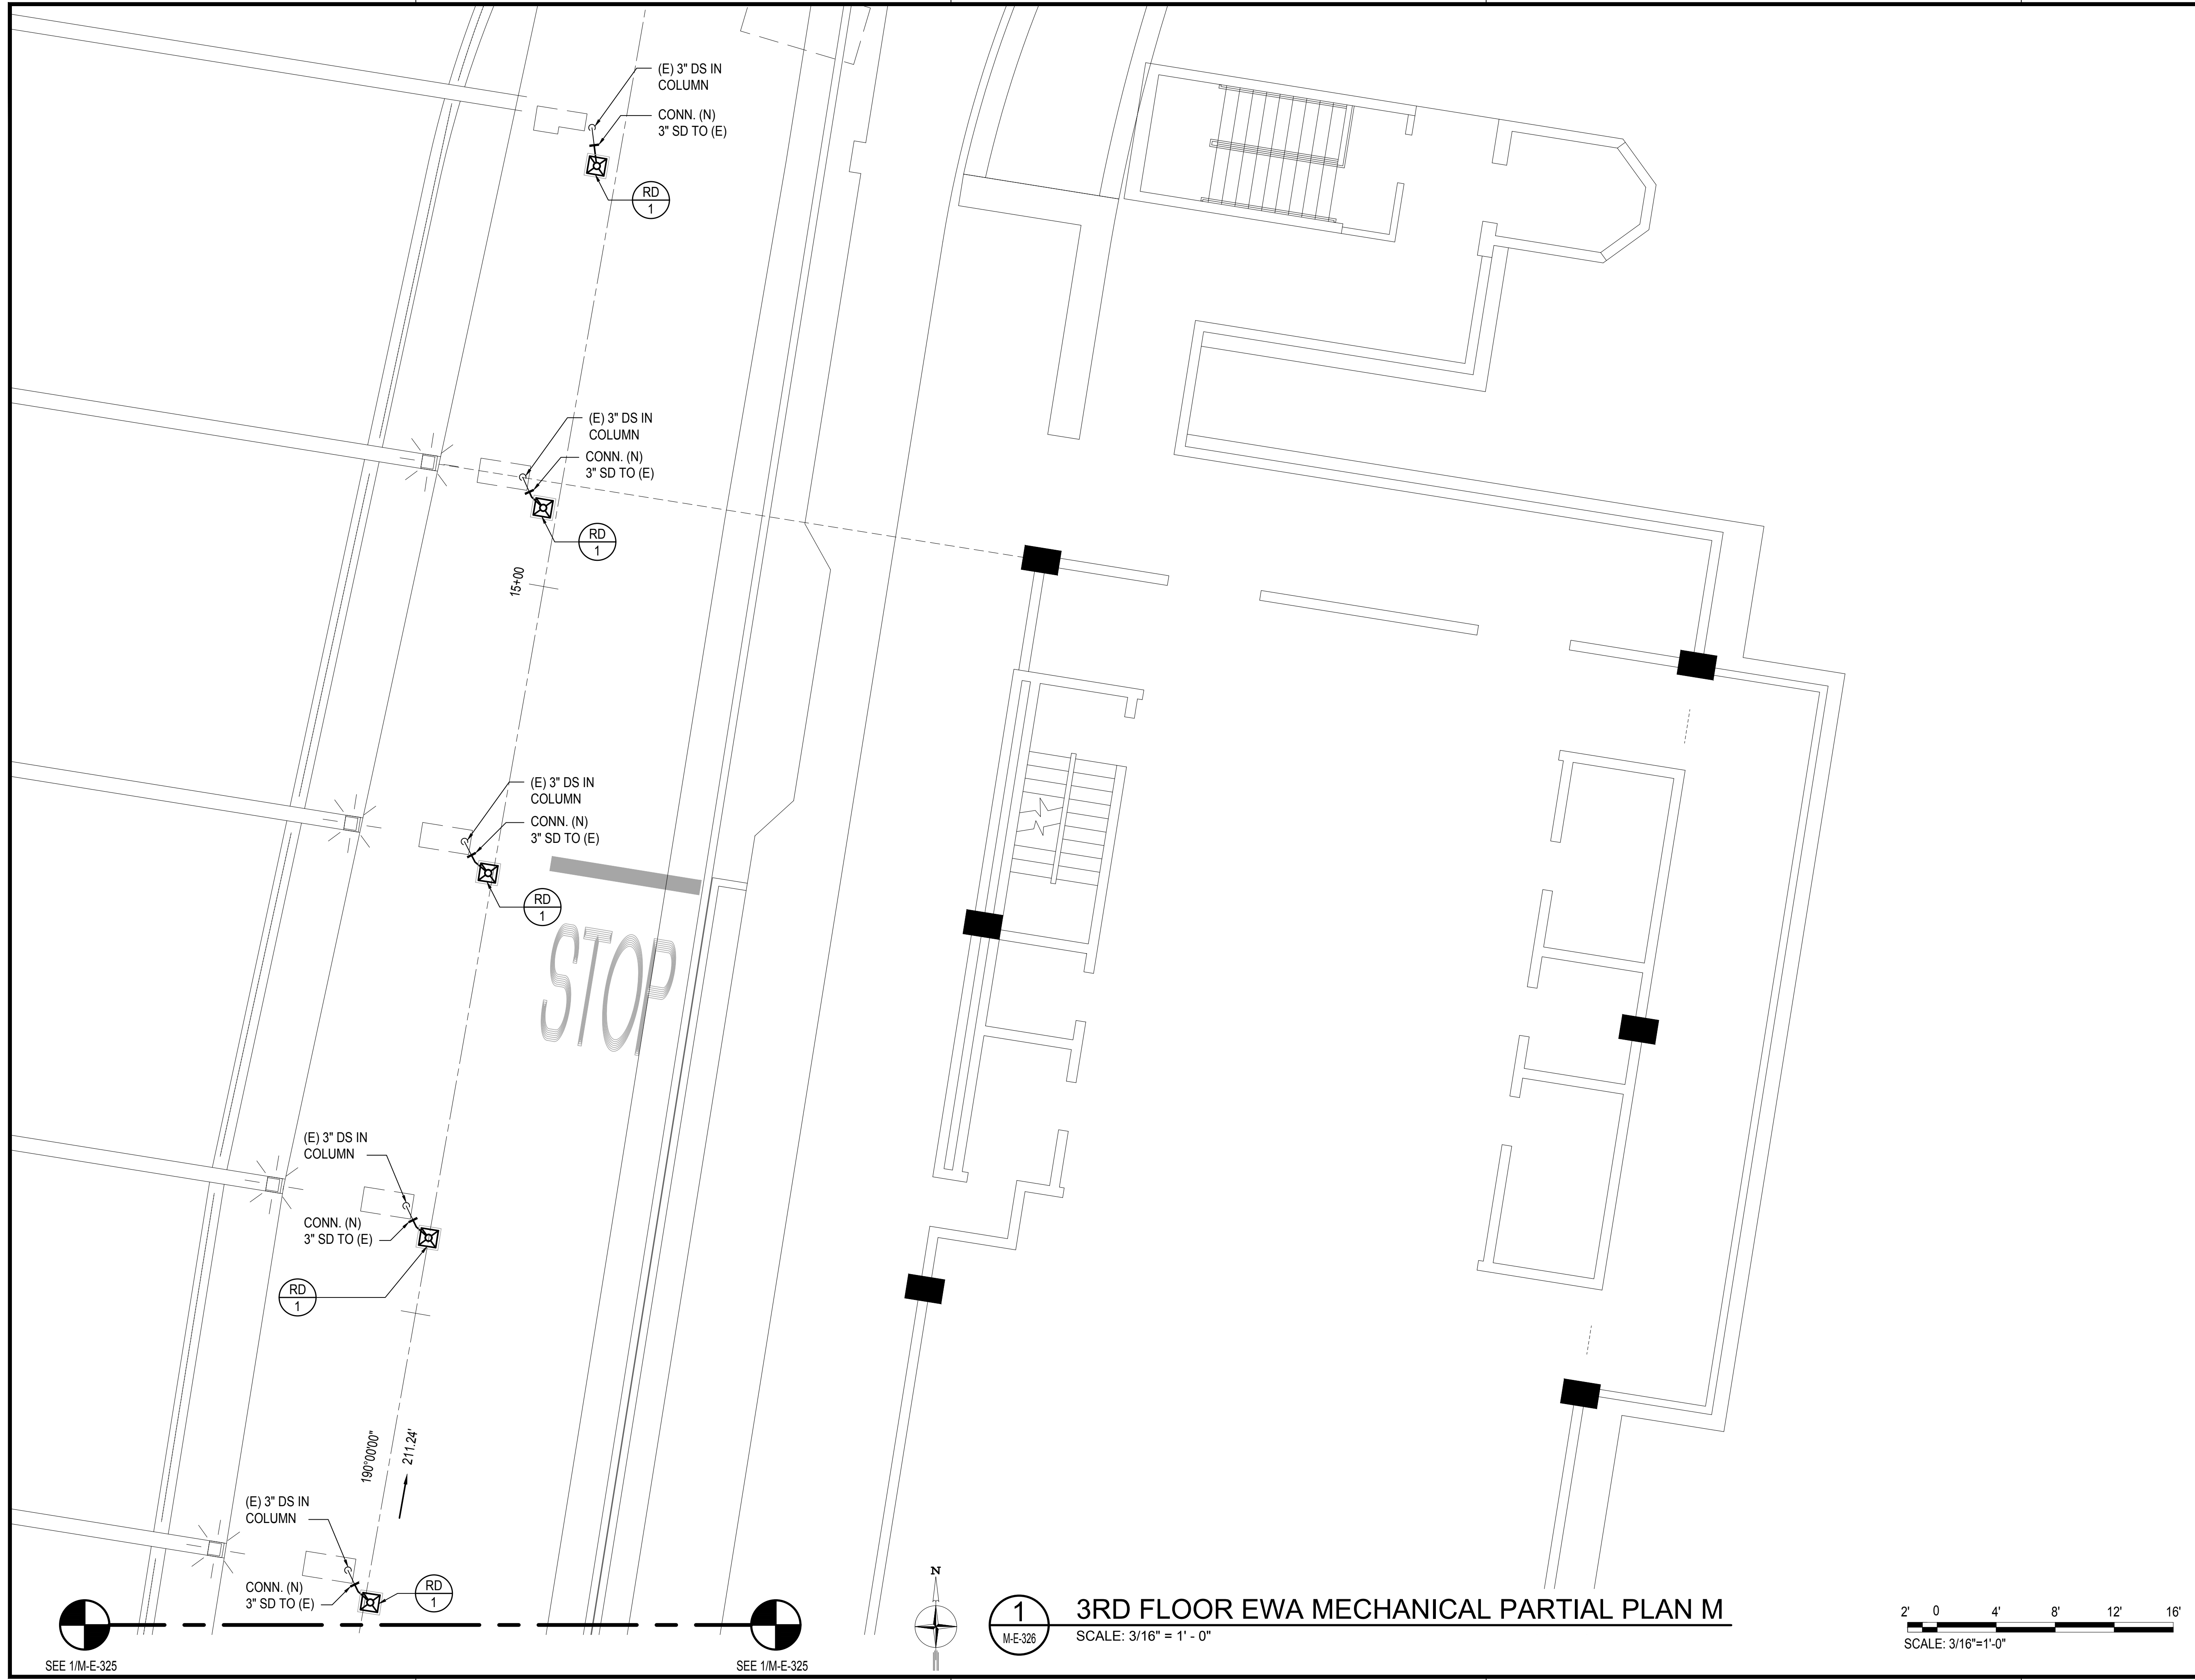 (E) 3" DS IN
COLUMN
CONN. (N)
3" SD TO (E)
RD
1
(E) 3" DS IN
COLUMN
CONN. (N)
3" SD TO (E)
RD
1
15+00
(E) 3" DS IN
COLUMN
CONN. (N)
3" SD TO (E)
RD
1
STOP
(E) 3" DS IN
COLUMN
CONN. (N)
3" SD TO (E)
RD
1
190°00'00"
211.24'
(E) 3" DS IN
COLUMN
CONN. (N)
3" SD TO (E)
RD
1
SEE 1/M-E-325
SEE 1/M-E-325
N
1
M-E-326
3RD FLOOR EWA MECHANICAL PARTIAL PLAN M
SCALE: 3/16" = 1' - 0"
2' 0 4' 8' 12' 16'
SCALE: 3/16"=1'-0"